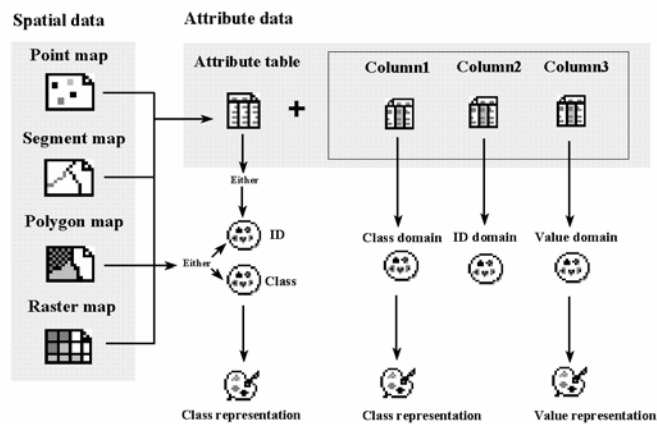 Spatial data
Attribute data
Point map
Attribute table
+
Column1
Column2
Column3
Segment map
Either
Polygon map
ID
Class domain
ID domain
Value domain
Either
Class
Raster map
Class representation
Class representation
Value representation